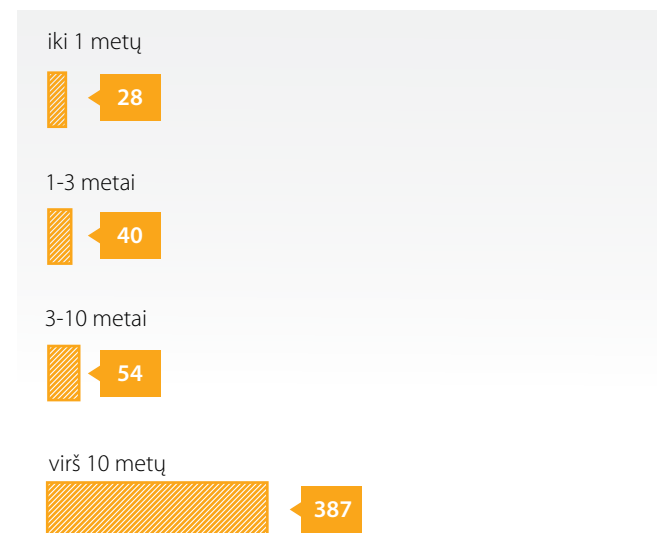 iki 1 metų
28
1-3 metai
40
3-10 metai
54
virš 10 metų
387